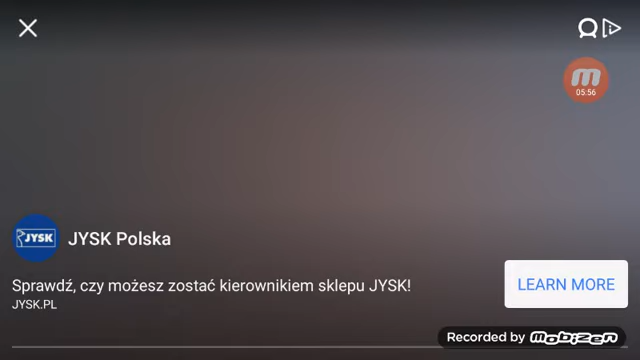 05:56
JYSK
JYSK Polska
Sprawdź, czy możesz zostać kierownikiem sklepu JYSK!
JYSK.PL
LEARN MORE
Recorded by mobizen